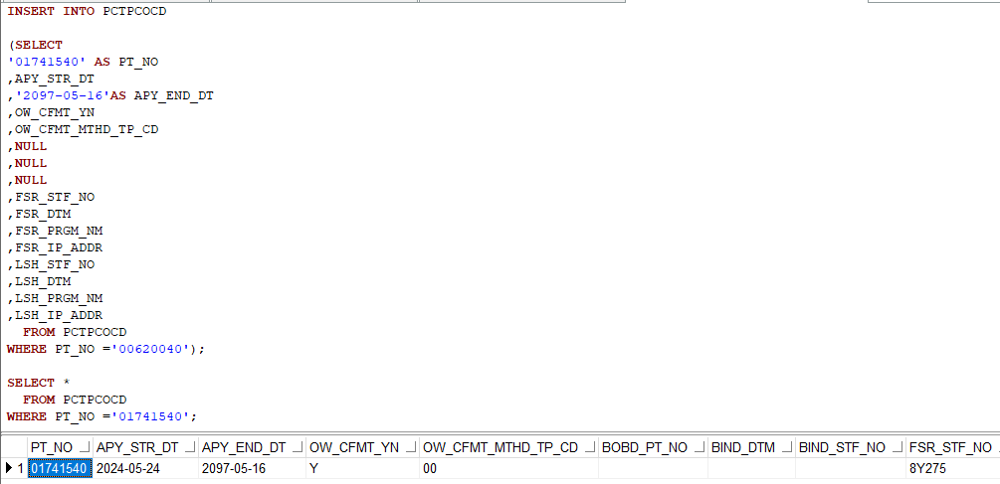 INSERT INTO PCTPCOCD
(SELECT
'01741540' AS PT_NO
,APY_STR_DT
,'2097-05-16'AS APY_END_DT
,OW_CFMT_YN
,OW_CFMT_MTHD_TP_CD
,NULL
,NULL
,NULL
,FSR_STF_NO
,FSR_DTM
,FSR_PRGM_NM
,FSR_IP_ADDR
,LSH_STF_NO
,LSH_DTM
,LSH_PRGM_NM
,LSH_IP_ADDR
FROM PCTPCOCD
WHERE PT_NO ='00620040');
SELECT *
FROM PCTPCOCD
WHERE PT_NO ='01741540';
PT_NO APY_STR_DT APY_END_DT OW_CFMT_YN OW_CFMT_MTHD_TP_CD BOBD_PT_NO BIND_DTM BIND_STF_NO FSR_STF_NO
1 01741540 2024-05-24 2097-05-16 Y 00 8Y275